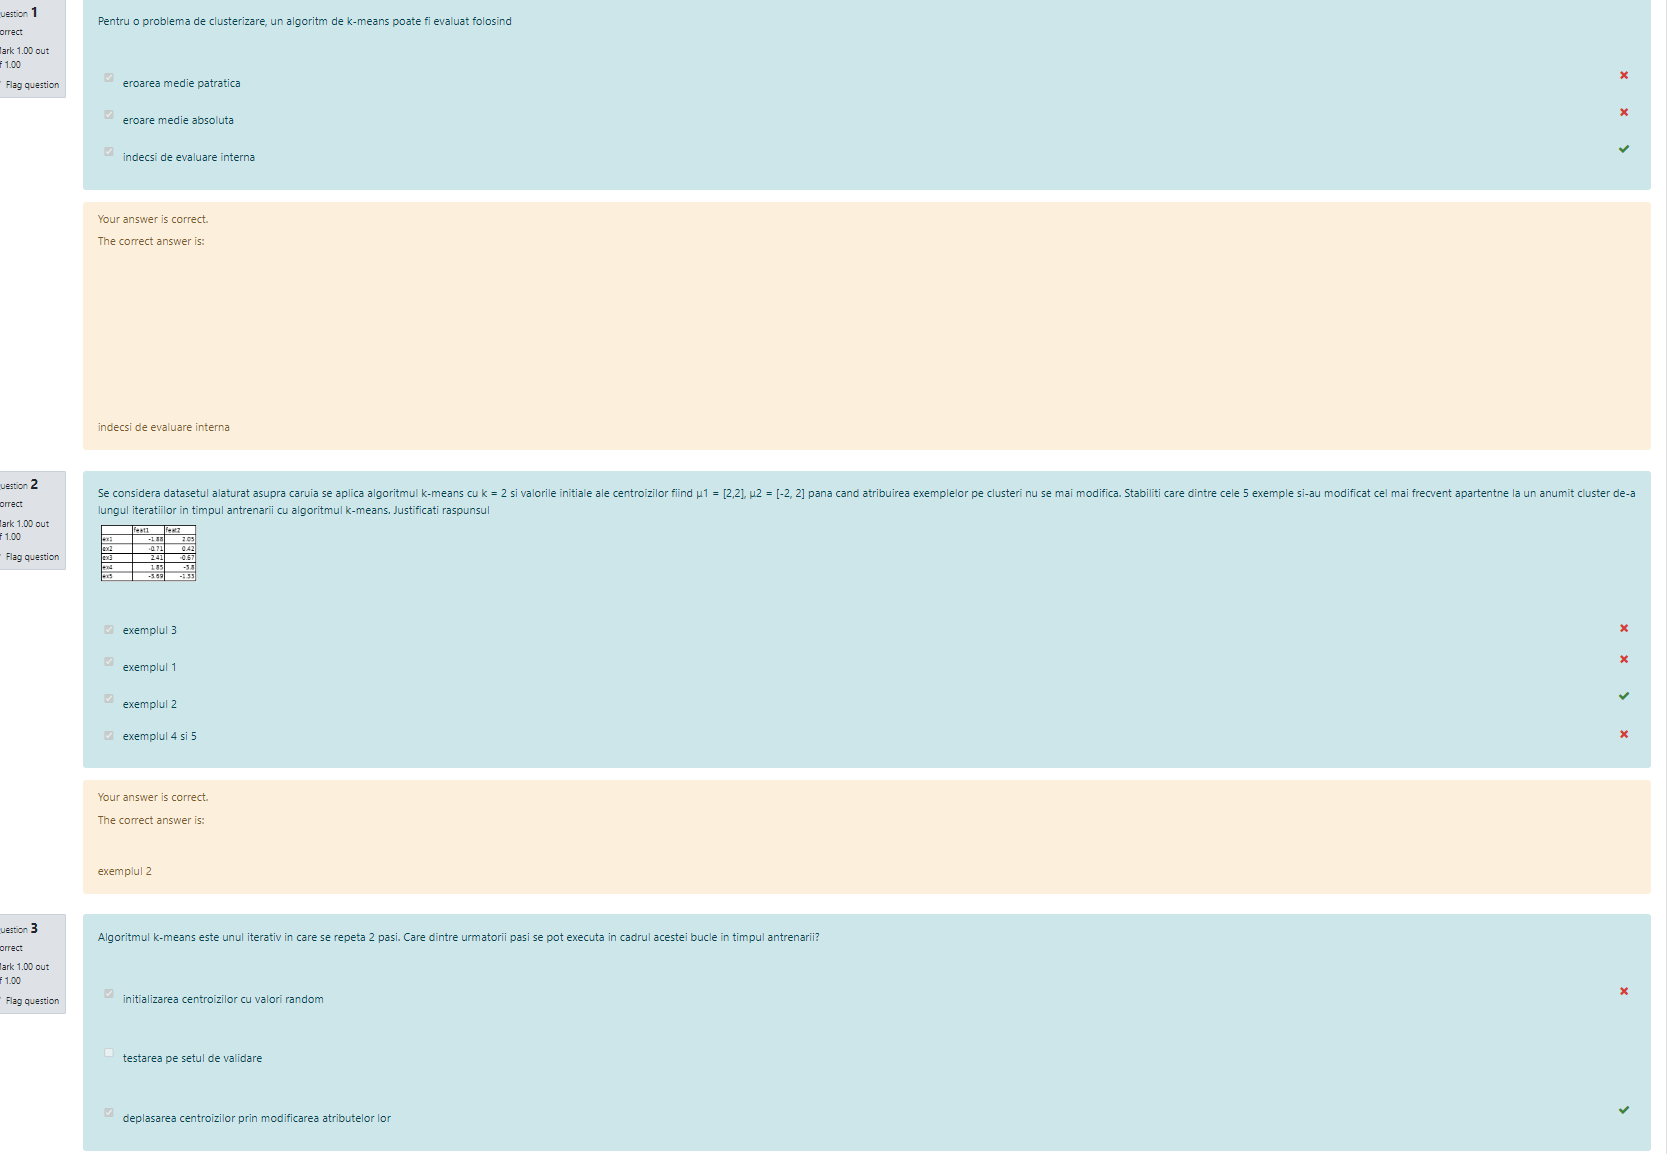 uestion 1
orrect
ark 1.00 out
f 1.00
Flag question
Pentru o problema de clusterizare, un algoritm de k-means poate fi evaluat folosind
eroarea medie patratica
eroare medie absoluta
indecsi de evaluare interna
Your answer is correct.
The correct answer is:
indecsi de evaluare interna
uestion 2
orrect
ark 1.00 out
f 1.00
Flag question
Se considera datasetul alaturat asupra caruia se aplica algoritmul k-means cu k = 2 si valorile initiale ale centroizilor fiind µ1 = [2,2], µ2 = [-2, 2] pana cand atribuirea exemplelor pe clusteri nu se mai modifica. Stabiliti care dintre cele 5 exemple si-au modificat cel mai frecvent apartentne la un anumit cluster de-a
lungul iteratiilor in timpul antrenarii cu algoritmul k-means. Justificati raspunsul
feat1 feat2
ex1 -1.88 2.05
ex2 -0.71 0.42
ex3 2.41 -0.67
ex4 1.85 -3.8
ex5 -3.69 -1.33
exemplul 3
exemplul 1
exemplul 2
exemplul 4 si 5
Your answer is correct.
The correct answer is:
exemplul 2
uestion 3
orrect
ark 1.00 out
f 1.00
Flag question
Algoritmul k-means este unul iterativ in care se repeta 2 pasi. Care dintre urmatorii pasi se pot executa in cadrul acestei bucle in timpul antrenarii?
initializarea centroizilor cu valori random
testarea pe setul de validare
deplasarea centroizilor prin modificarea atributelor lor